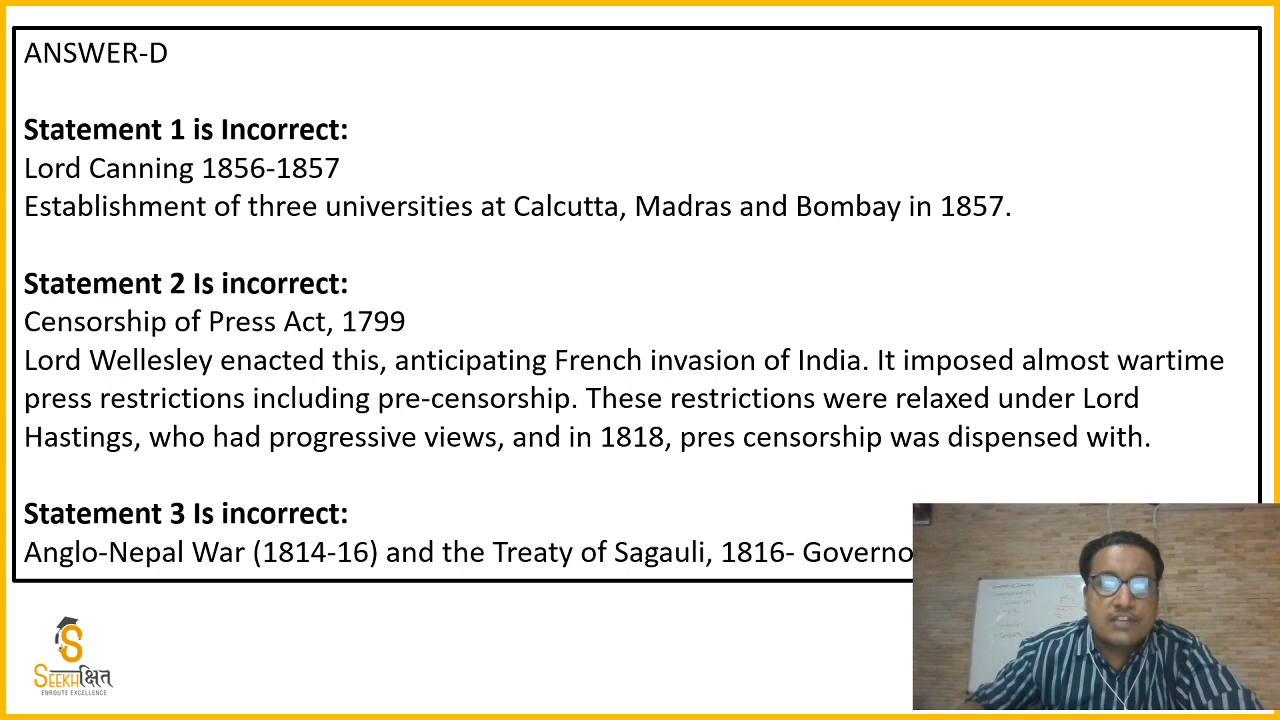 ANSWER-D
Statement 1 is Incorrect:
Lord Canning 1856-1857
Establishment of three universities at Calcutta, Madras and Bombay in 1857.
Statement 2 Is incorrect:
Censorship of Press Act, 1799
Lord Wellesley enacted this, anticipating French invasion of India. It imposed almost wartime
press restrictions including pre-censorship. These restrictions were relaxed under Lord
Hastings, who had progressive views, and in 1818, pres censorship was dispensed with.
Statement 3 Is incorrect:
Anglo-Nepal War (1814-16) and the Treaty of Sagauli, 1816- Governo
S
SEEKHक्षित
ENROUTE EXCELLENCE